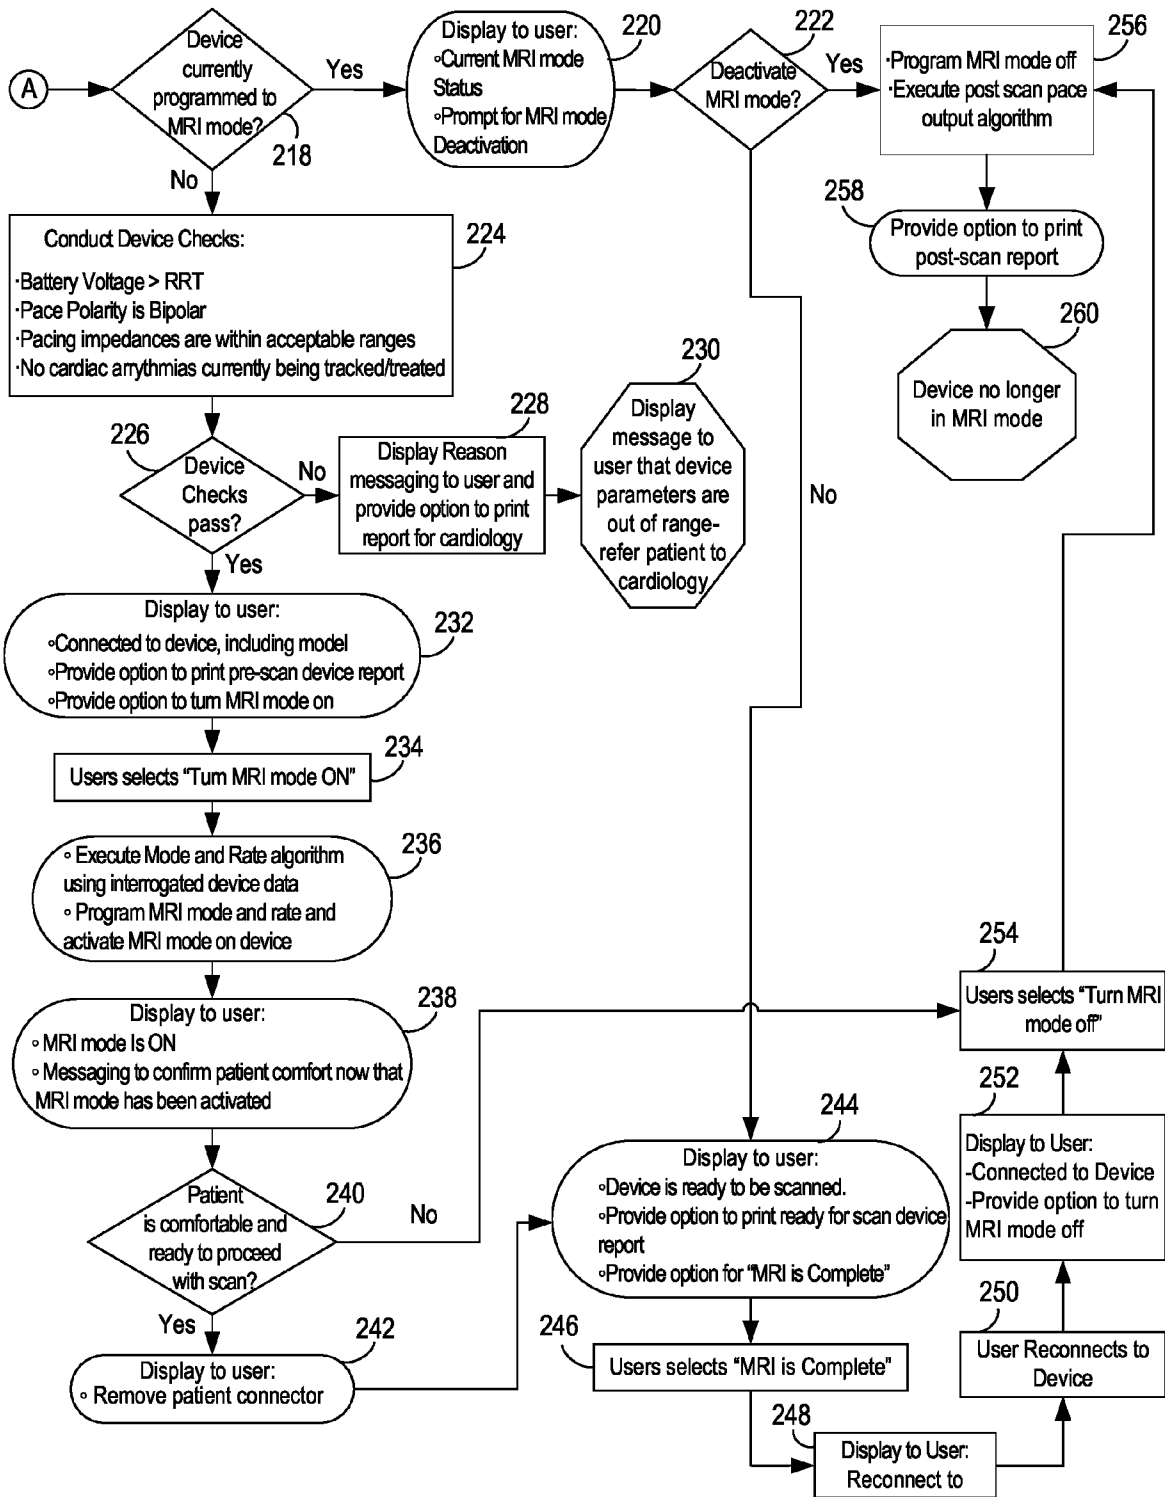 A
Device
currently
programmed to
MRI mode?
218
Yes
No
Display to user:
∘Current MRI mode
Status
∘Prompt for MRI mode
Deactivation
220
Deactivate
MRI mode?
222
Yes
No
·Program MRI mode off
·Execute post scan pace
output algorithm
256
258
Provide option to print
post-scan report
260
Device no longer
in MRI mode
Conduct Device Checks:
224
·Battery Voltage > RRT
·Pace Polarity is Bipolar
·Pacing impedances are within acceptable ranges
·No cardiac arrythmias currently being tracked/treated
226
Device
Checks
pass?
No
Yes
228
Display Reason
messaging to user and
provide option to print
report for cardiology
230
Display
message to
user that device
parameters are
out of range-
refer patient to
cardiology
Display to user:
∘Connected to device, including model
∘Provide option to print pre-scan device report
∘Provide option to turn MRI mode on
232
234
Users selects “Turn MRI mode ON”
236
∘ Execute Mode and Rate algorithm
using interrogated device data
∘ Program MRI mode and rate and
activate MRI mode on device
238
Display to user:
∘ MRI mode Is ON
∘ Messaging to confirm patient comfort now that
MRI mode has been activated
240
Patient
is comfortable and
ready to proceed
with scan?
No
Yes
242
Display to user:
∘ Remove patient connector
244
Display to user:
∘Device is ready to be scanned.
∘Provide option to print ready for scan device
report
∘Provide option for “MRI is Complete”
246
Users selects “MRI is Complete”
248
Display to User:
Reconnect to
250
User Reconnects to
Device
252
Display to User:
-Connected to Device
-Provide option to turn
MRI mode off
254
Users selects “Turn MRI
mode off”